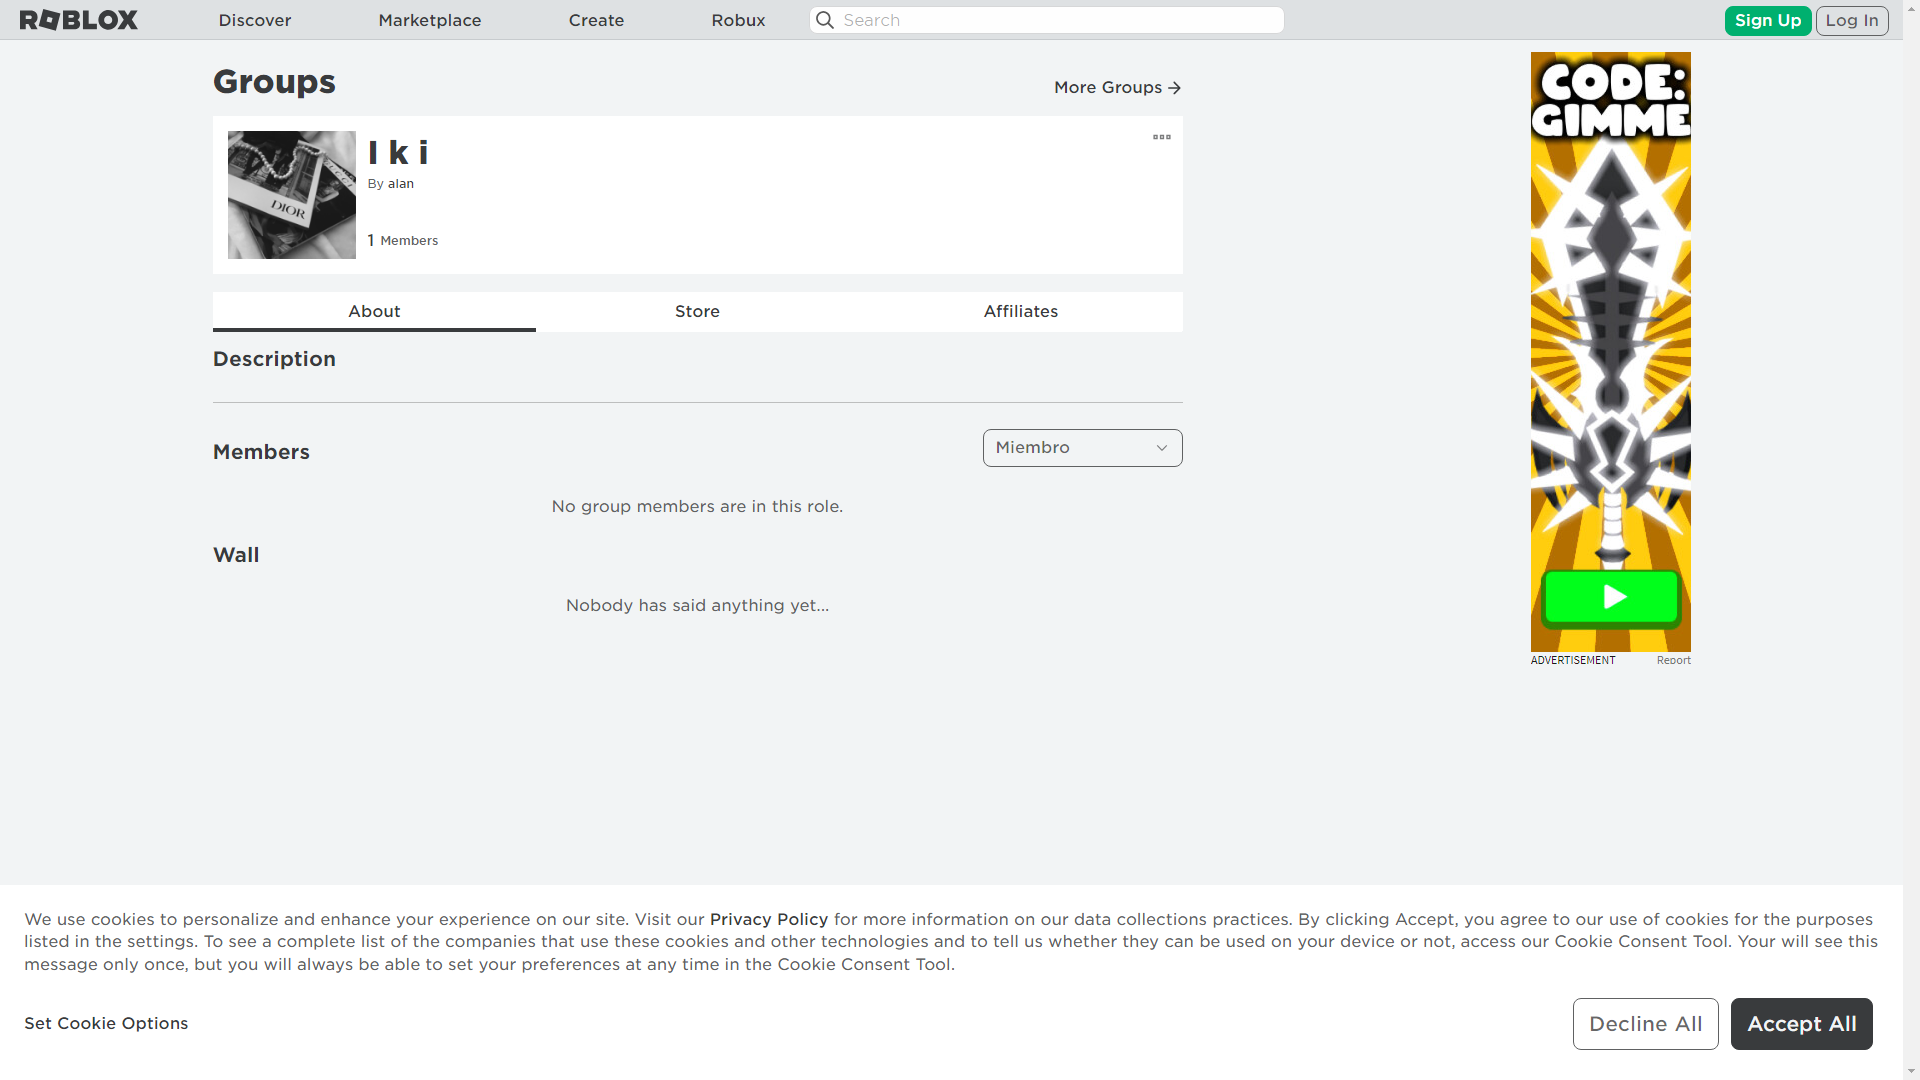 ROBLOX Discover Marketplace Create Robux Search Sign Up Log In
Groups
More Groups
I k i
By alan
1 Members
DIOR
About Store Affiliates
Description
Members
Miembro
No group members are in this role.
Wall
Nobody has said anything yet...
CODE:
GIMME
ADVERTISEMENT Report
We use cookies to personalize and enhance your experience on our site. Visit our Privacy Policy for more information on our data collections practices. By clicking Accept, you agree to our use of cookies for the purposes
listed in the settings. To see a complete list of the companies that use these cookies and other technologies and to tell us whether they can be used on your device or not, access our Cookie Consent Tool. Your will see this
message only once, but you will always be able to set your preferences at any time in the Cookie Consent Tool.
Set Cookie Options
Decline All
Accept All